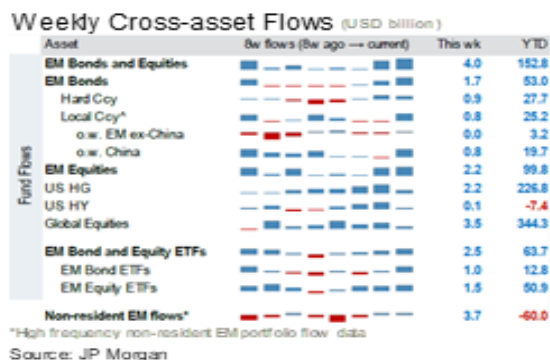 Weekly Cross-asset Flows (USD billion)
Asset 8w flows (8w ago → current) This wk YTD
EM Bonds and Equities 4.0 152.8
EM Bonds 1.7 53.0
Hard Ccy 0.9 27.7
Local Ccy^ 0.8 25.2
o.w. EM ex-China 0.0 3.2
o.w. China 0.8 19.7
EM Equities 2.2 99.8
US HG 2.2 226.8
US HY 0.1 -7.4
Global Equities 3.5 344.3
Fund Flows
EM Bond and Equity ETFs 2.5 63.7
EM Bond ETFs 1.0 12.8
EM Equity ETFs 1.5 50.9
Non-resident EM flows* 3.7 -60.0
*High frequency non-resident EM portfolio flow data
Source: JP Morgan